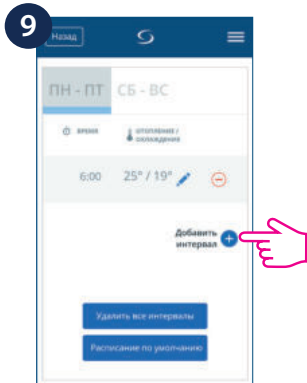 9
Назад
ПН - ПТ СБ - ВС
ВРЕМЯ
ОТОПЛЕНИЕ /
ОХЛАЖДЕНИЕ
6:00 25° / 19°
Добавить
интервал
Удалить все интервалы
Расписание по умолчанию